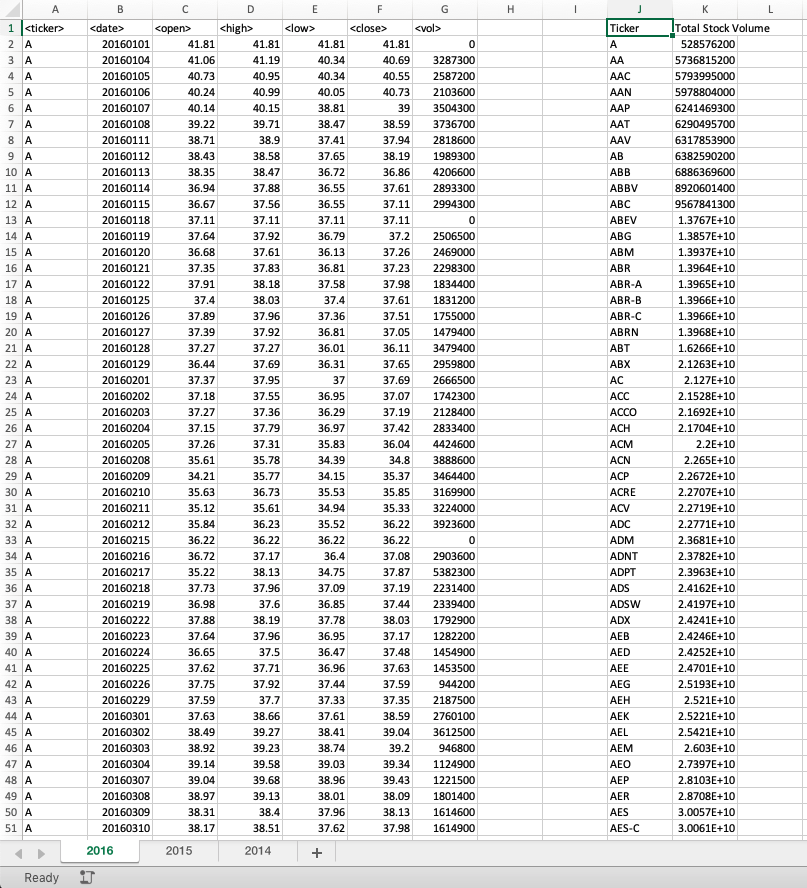 A B C D E F G H I J K L
1 <ticker> <date> <open> <high> <low> <close> <vol> Ticker Total Stock Volume
2 A 20160101 41.81 41.81 41.81 41.81 0 A 528576200
3 A 20160104 41.06 41.19 40.34 40.69 3287300 AA 5736815200
4 A 20160105 40.73 40.95 40.34 40.55 2587200 AAC 5793995000
5 A 20160106 40.24 40.99 40.05 40.73 2103600 AAN 5978804000
6 A 20160107 40.14 40.15 38.81 39 3504300 AAP 6241469300
7 A 20160108 39.22 39.71 38.47 38.59 3736700 AAT 6290495700
8 A 20160111 38.71 38.9 37.41 37.94 2818600 AAV 6317853900
9 A 20160112 38.43 38.58 37.65 38.19 1989300 AB 6382590200
10 A 20160113 38.35 38.47 36.72 36.86 4206600 ABB 6886369600
11 A 20160114 36.94 37.88 36.55 37.61 2893300 ABBV 8920601400
12 A 20160115 36.67 37.56 36.55 37.11 2994300 ABC 9567841300
13 A 20160118 37.11 37.11 37.11 37.11 0 ABEV 1.3767E+10
14 A 20160119 37.64 37.92 36.79 37.2 2506500 ABG 1.3857E+10
15 A 20160120 36.68 37.61 36.13 37.26 2469000 ABM 1.3937E+10
16 A 20160121 37.35 37.83 36.81 37.23 2298300 ABR 1.3964E+10
17 A 20160122 37.91 38.18 37.58 37.98 1834400 ABR-A 1.3965E+10
18 A 20160125 37.4 38.03 37.4 37.61 1831200 ABR-B 1.3966E+10
19 A 20160126 37.89 37.96 37.36 37.51 1755000 ABR-C 1.3966E+10
20 A 20160127 37.39 37.92 36.81 37.05 1479400 ABRN 1.3968E+10
21 A 20160128 37.27 37.27 36.01 36.11 3479400 ABT 1.6266E+10
22 A 20160129 36.44 37.69 36.31 37.65 2959800 ABX 2.1263E+10
23 A 20160201 37.37 37.95 37 37.69 2666500 AC 2.127E+10
24 A 20160202 37.18 37.55 36.95 37.07 1742300 ACC 2.1528E+10
25 A 20160203 37.27 37.36 36.29 37.19 2128400 ACCO 2.1692E+10
26 A 20160204 37.15 37.79 36.97 37.42 2833400 ACH 2.1704E+10
27 A 20160205 37.26 37.31 35.83 36.04 4424600 ACM 2.2E+10
28 A 20160208 35.61 35.78 34.39 34.8 3888600 ACN 2.265E+10
29 A 20160209 34.21 35.77 34.15 35.37 3464400 ACP 2.2672E+10
30 A 20160210 35.63 36.73 35.53 35.85 3169900 ACRE 2.2707E+10
31 A 20160211 35.12 35.61 34.94 35.33 3224000 ACV 2.2719E+10
32 A 20160212 35.84 36.23 35.52 36.22 3923600 ADC 2.2771E+10
33 A 20160215 36.22 36.22 36.22 36.22 0 ADM 2.3681E+10
34 A 20160216 36.72 37.17 36.4 37.08 2903600 ADNT 2.3782E+10
35 A 20160217 35.22 38.13 34.75 37.87 5382300 ADPT 2.3963E+10
36 A 20160218 37.73 37.96 37.09 37.19 2231400 ADS 2.4162E+10
37 A 20160219 36.98 37.6 36.85 37.44 2339400 ADSW 2.4197E+10
38 A 20160222 37.88 38.19 37.78 38.03 1792900 ADX 2.4241E+10
39 A 20160223 37.64 37.96 36.95 37.17 1282200 AEB 2.4246E+10
40 A 20160224 36.65 37.5 36.47 37.48 1454900 AED 2.4252E+10
41 A 20160225 37.62 37.71 36.96 37.63 1453500 AEE 2.4701E+10
42 A 20160226 37.75 37.92 37.44 37.59 944200 AEG 2.5193E+10
43 A 20160229 37.59 37.7 37.33 37.35 2187500 AEH 2.521E+10
44 A 20160301 37.63 38.66 37.61 38.59 2760100 AEK 2.5221E+10
45 A 20160302 38.49 39.27 38.41 39.04 3612500 AEL 2.5421E+10
46 A 20160303 38.92 39.23 38.74 39.2 946800 AEM 2.603E+10
47 A 20160304 39.14 39.58 39.03 39.34 1124900 AEO 2.7397E+10
48 A 20160307 39.04 39.68 38.96 39.43 1221500 AEP 2.8103E+10
49 A 20160308 38.97 39.13 38.01 38.09 1801400 AER 2.8708E+10
50 A 20160309 38.31 38.4 37.96 38.13 1614600 AES 3.0057E+10
51 A 20160310 38.17 38.51 37.62 37.98 1614900 AES-C 3.0061E+10
2016 2015 2014 +
Ready